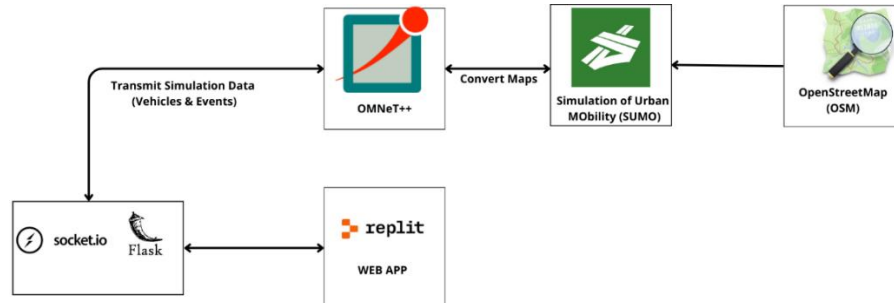 Transmit Simulation Data
(Vehicles & Events)
OMNeT++
Convert Maps
Simulation of Urban
MObility (SUMO)
OpenStreetMap
(OSM)
socket.io
Flask
replit
WEB APP